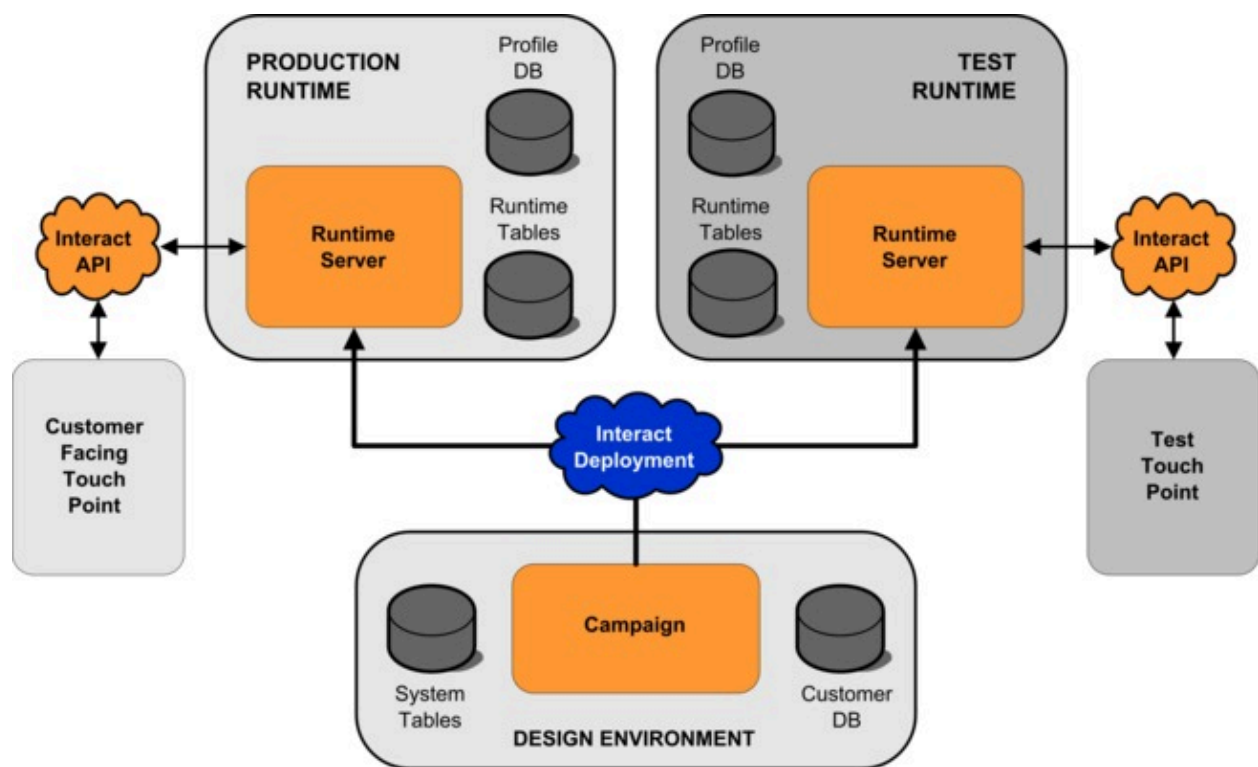 PRODUCTION
RUNTIME
Profile
DB
Runtime
Server
Runtime
Tables
Profile
DB
TEST
RUNTIME
Runtime
Tables
Runtime
Server
Interact
API
Interact
API
Customer
Facing
Touch
Point
Interact
Deployment
Test
Touch
Point
Campaign
System
Tables
Customer
DB
DESIGN ENVIRONMENT